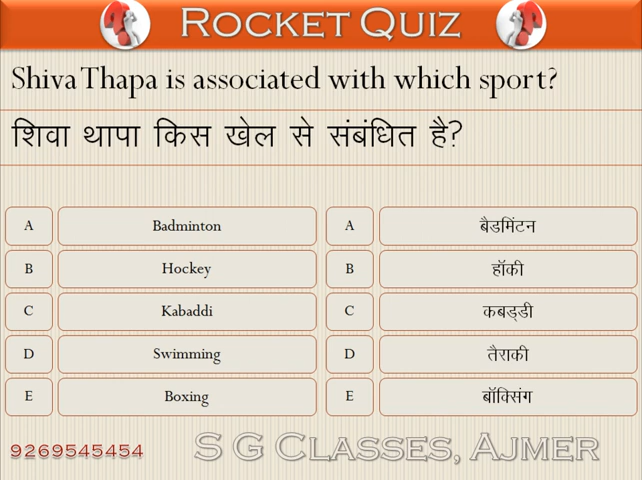 ROCKET QUIZ
Shiva Thapa is associated with which sport?
शिवा थापा किस खेल से संबंधित है?
A Badminton A बैडमिंटन
B Hockey B हॉकी
C Kabaddi C कबड्डी
D Swimming D तैराकी
E Boxing E बॉक्सिंग
9269545454 S G CLASSES, AJMER